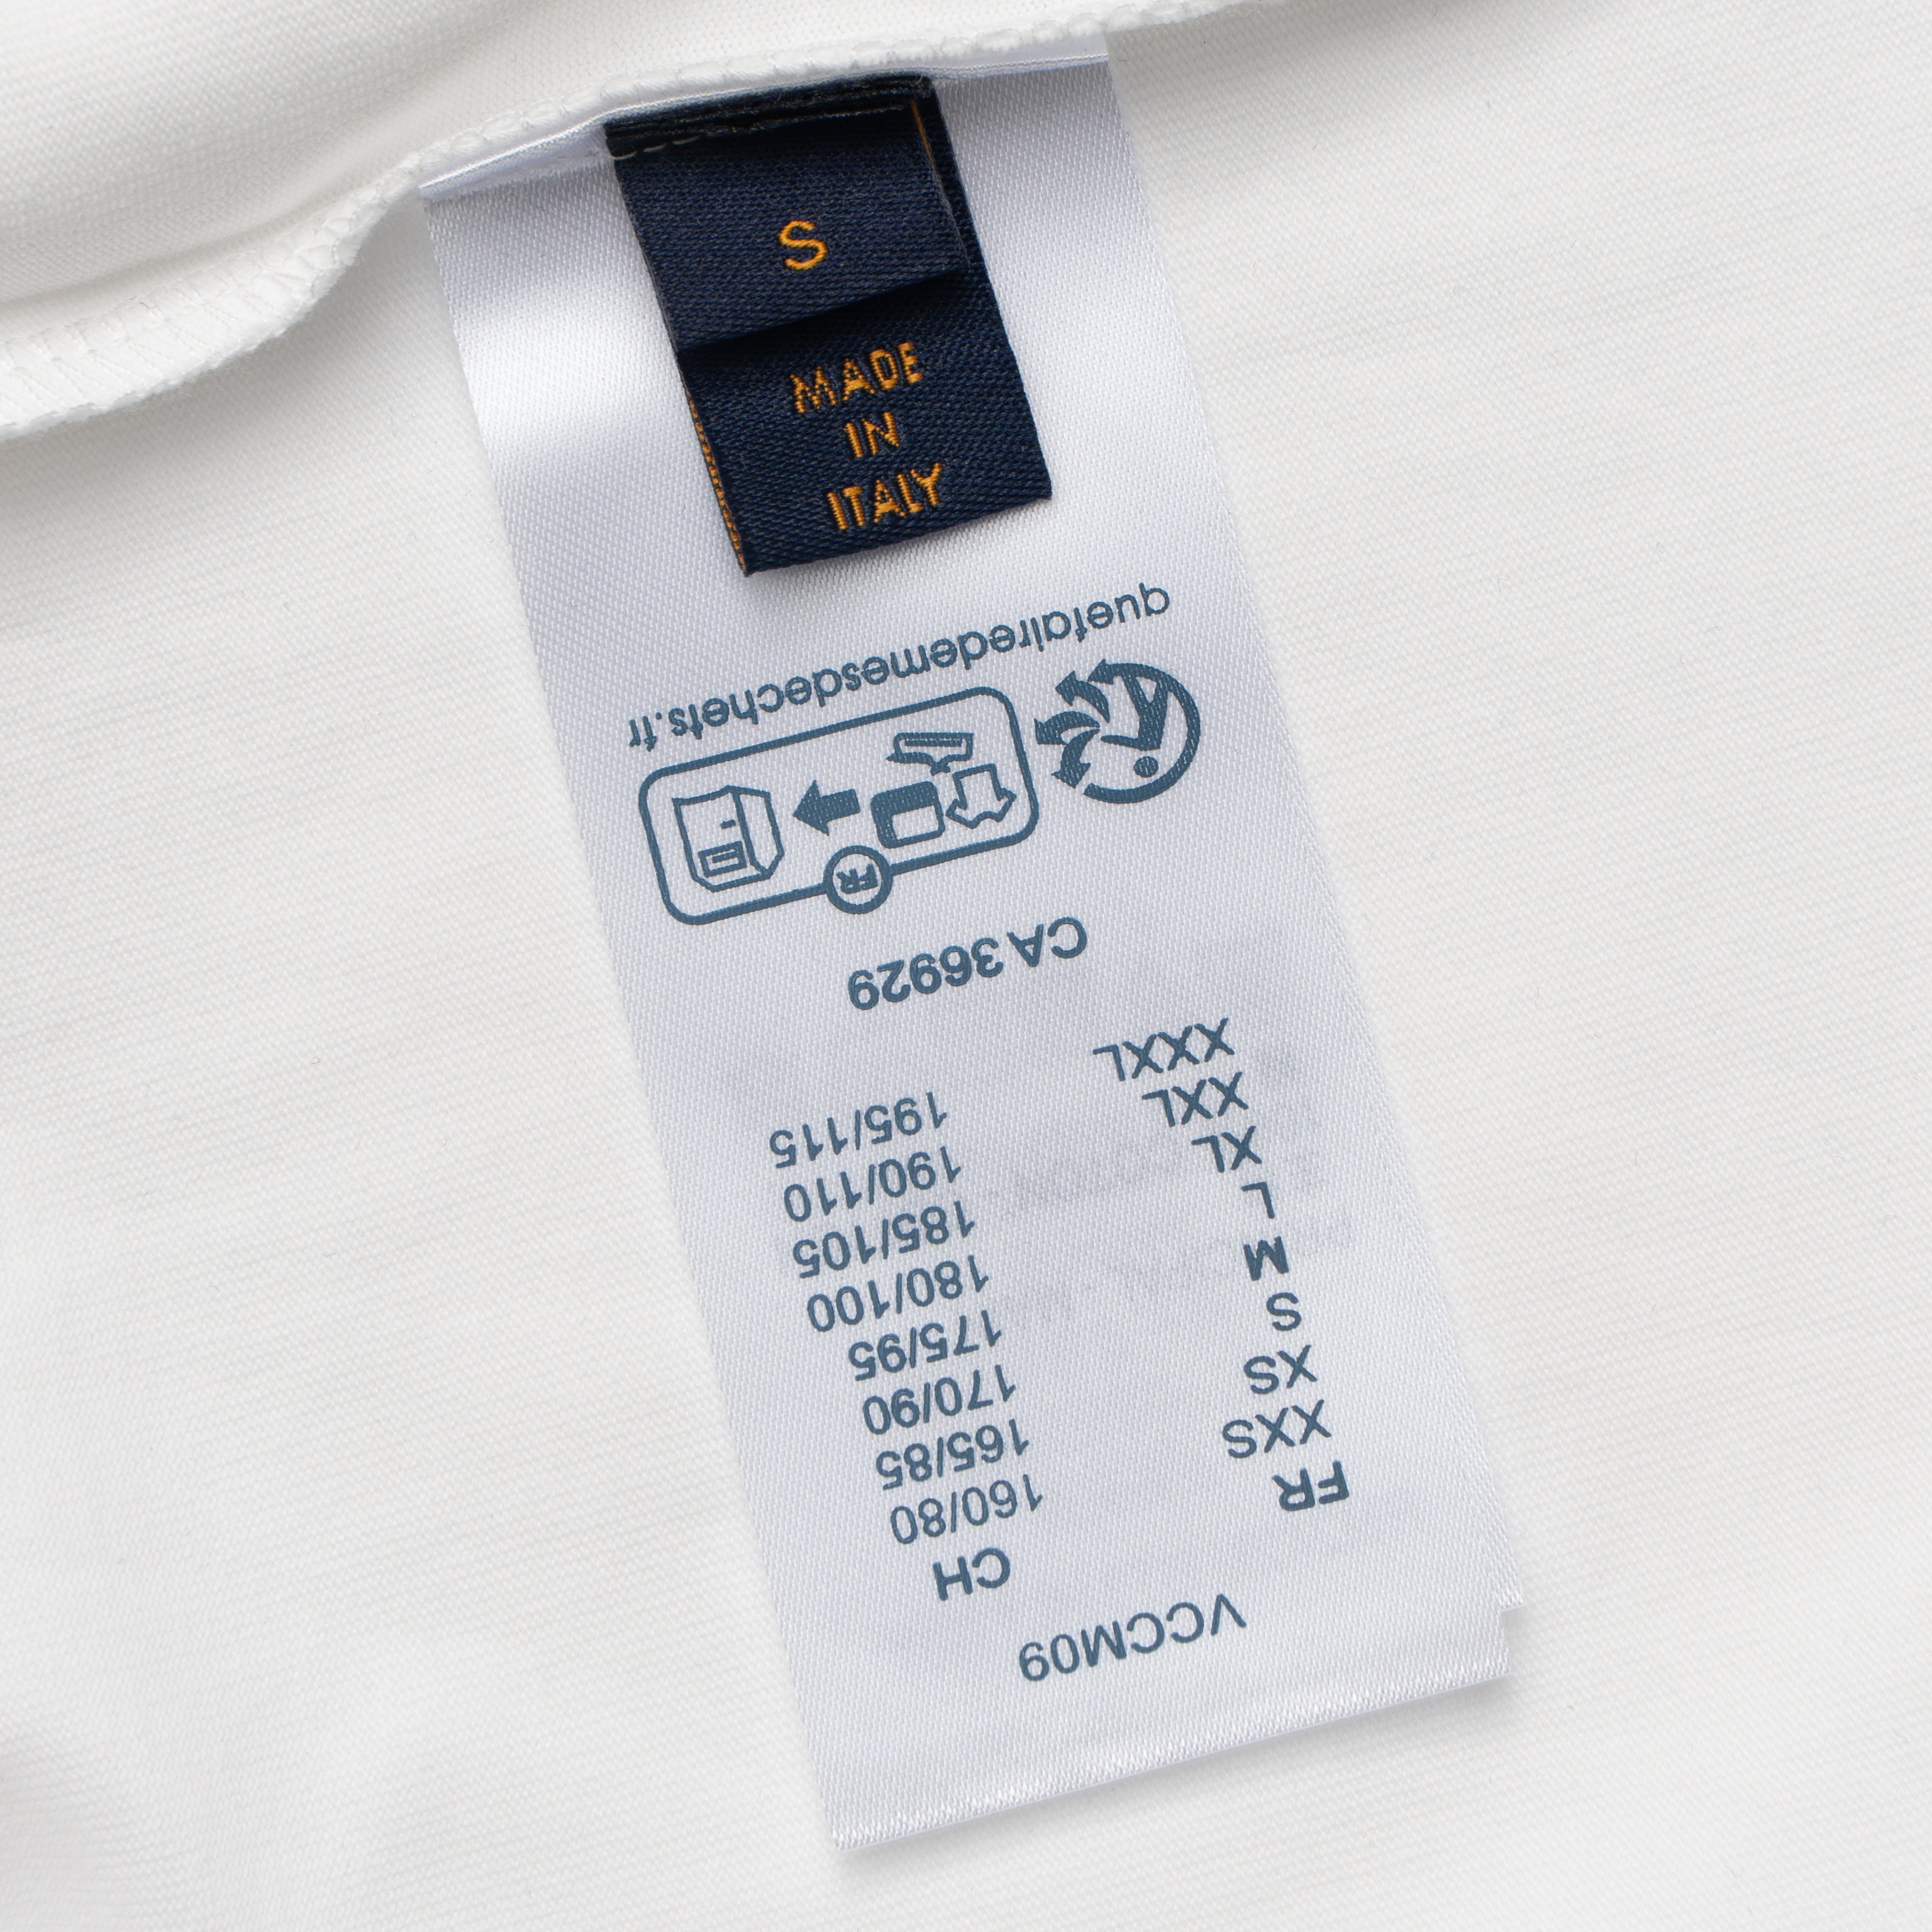 S
MADE
IN
ITALY
VCCM09
FR CH
XXS 160/80
XS 165/85
S 170/90
M 175/95
L 180/100
XL 185/105
XXL 190/110
XXXL 195/115
CA 36929
FR
quefairedemesdechets.fr